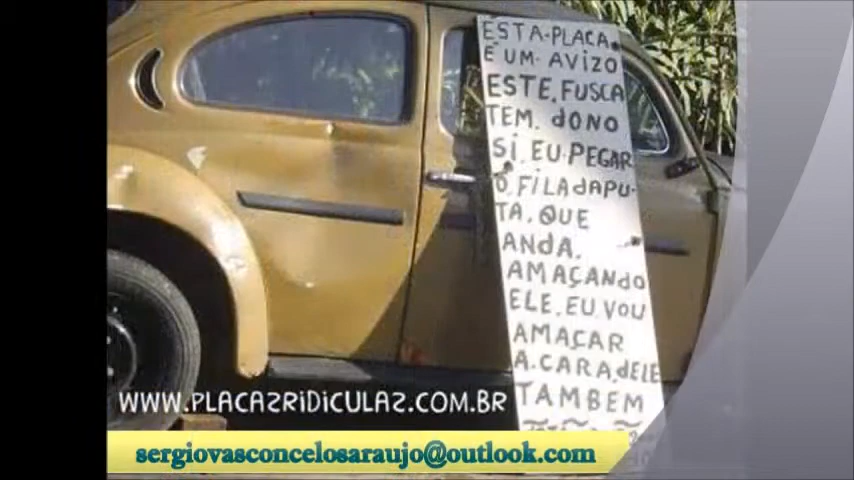 ESTA-PLACA.
E UM. AVIZO
ESTE. FUSCA
TEM. dONO
Si. EU. PEGAR
O. FILAdAPU-
TA. QUE
ANdA.
AMAÇANdO
ELE. EU. VOU
AMAÇAR
A. CARA. dELE
TAMBEM
WWW.PLACASRiDiCULAZ.COM.BR
sergiovasconcelosaraujo@outlook.com